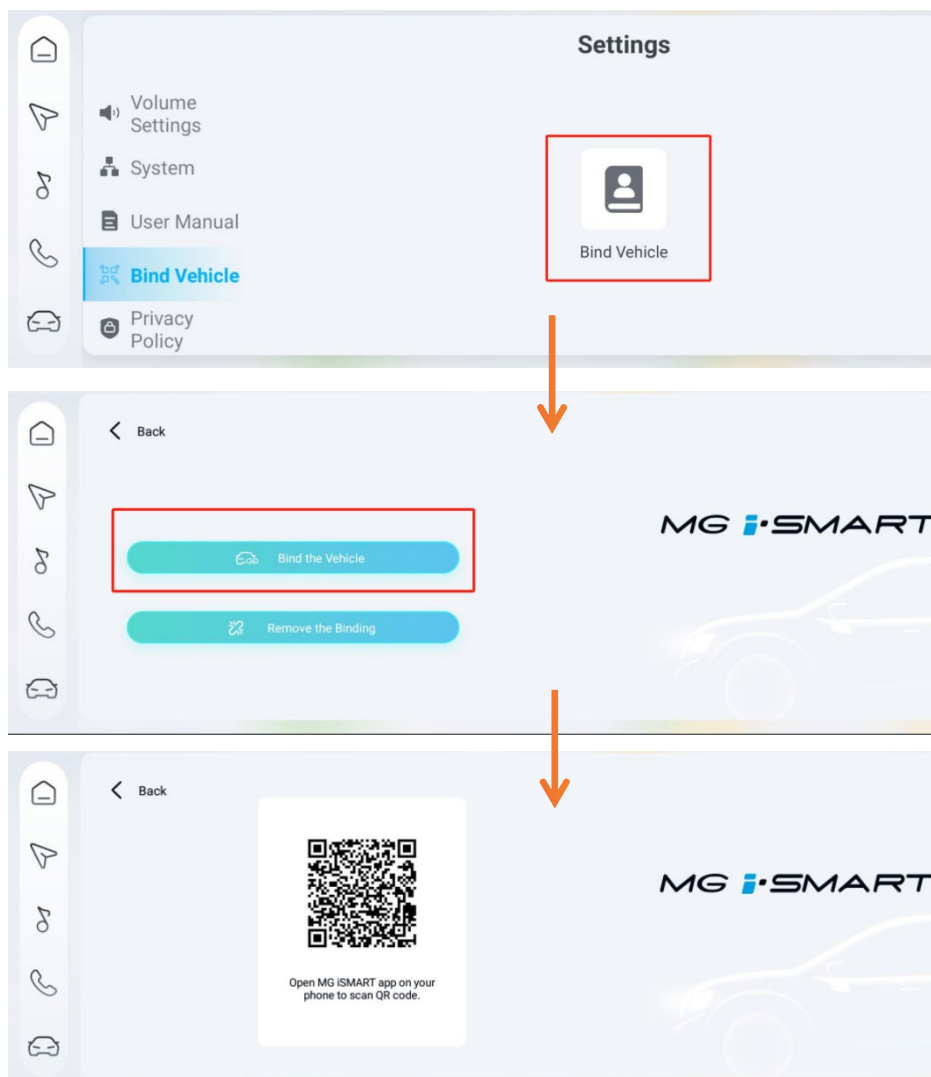 Settings
Volume
Settings
System
User Manual
Bind Vehicle
Privacy
Policy
Bind Vehicle
Back
MG i·SMART
Bind the Vehicle
Remove the Binding
Back
MG i·SMART
Open MG iSMART app on your
phone to scan QR code.